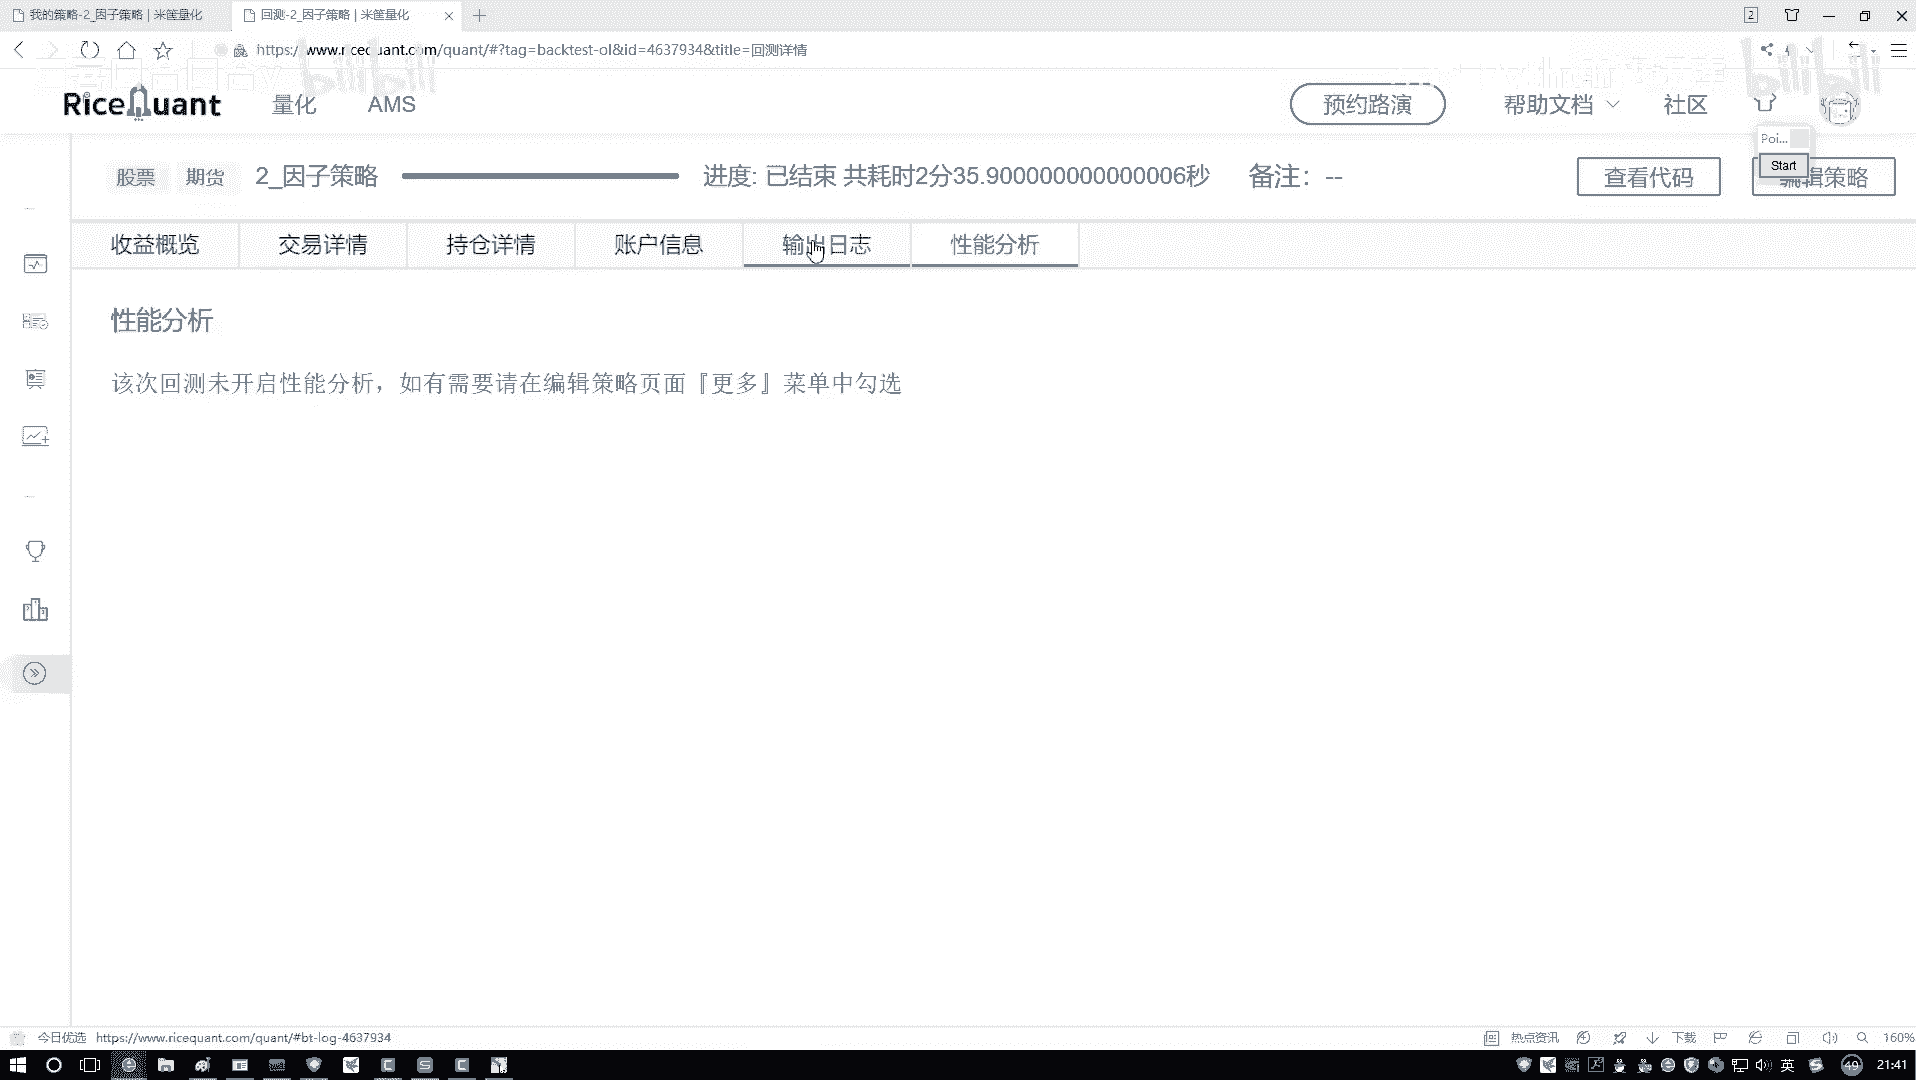 我的策略-2_因子策略 | 米筐量化
回测-2_因子策略 | 米筐量化
2
https://www.ricequant.com/quant/#?tag=backtest-ol&id=4637934&title=回测详情
bilibili
bilibili
RiceQuant
量化
AMS
预约路演
帮助文档
社区
Poi...
Start
股票
期货
2_因子策略
进度: 已结束 共耗时2分35.900000000000006秒
备注: --
查看代码
编辑策略
收益概览
交易详情
持仓详情
账户信息
输出日志
性能分析
性能分析
该次回测未开启性能分析，如有需要请在编辑策略页面『更多』菜单中勾选
今日优选
https://www.ricequant.com/quant/#bt-log-4637934
热点资讯
下载
160%
英
49
21:41